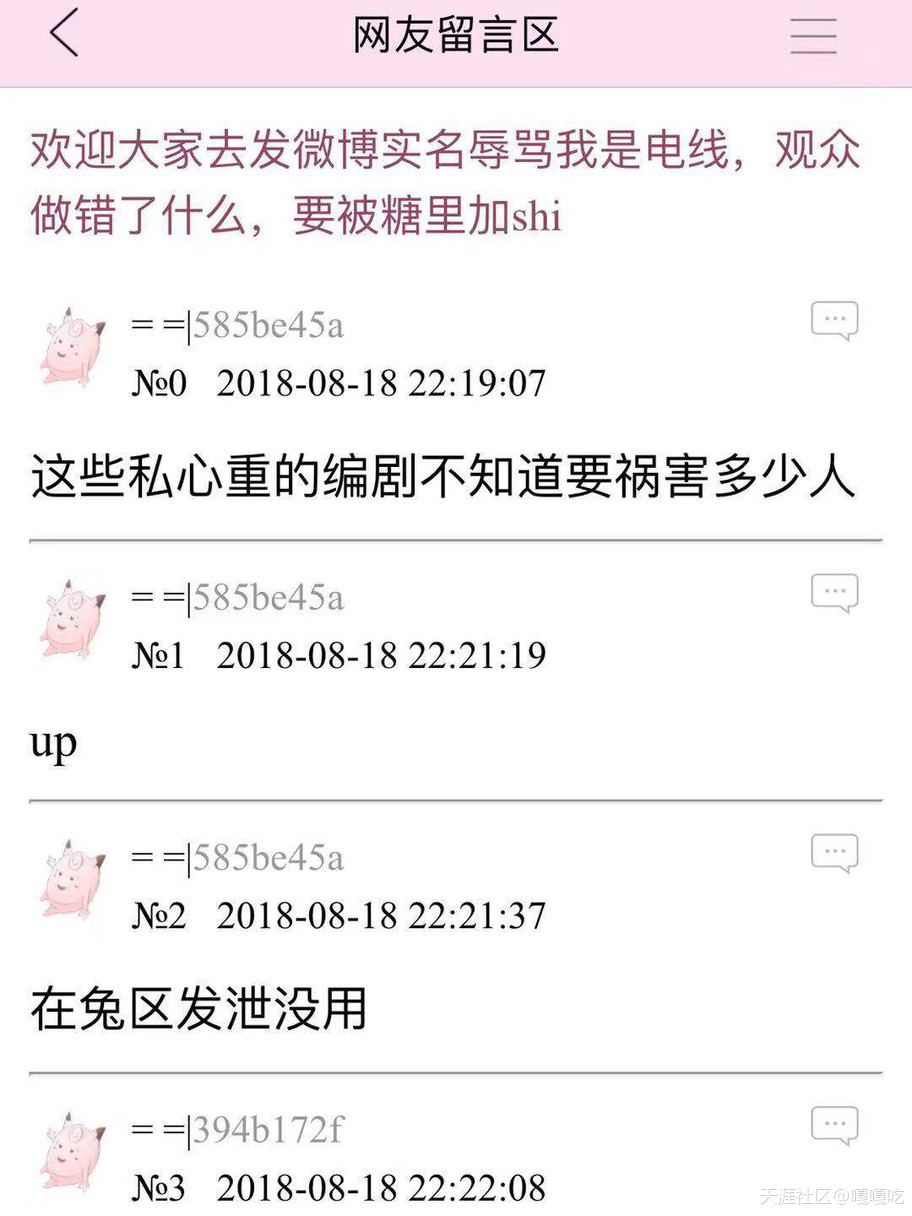 网友留言区
欢迎大家去发微博实名辱骂我是电线，观众
做错了什么，要被糖里加shi
= =|585be45a
№0 2018-08-18 22:19:07
这些私心重的编剧不知道要祸害多少人
= =|585be45a
№1 2018-08-18 22:21:19
up
= =|585be45a
№2 2018-08-18 22:21:37
在兔区发泄没用
= =|394b172f
№3 2018-08-18 22:22:08
天涯社区@嘎嘎吃